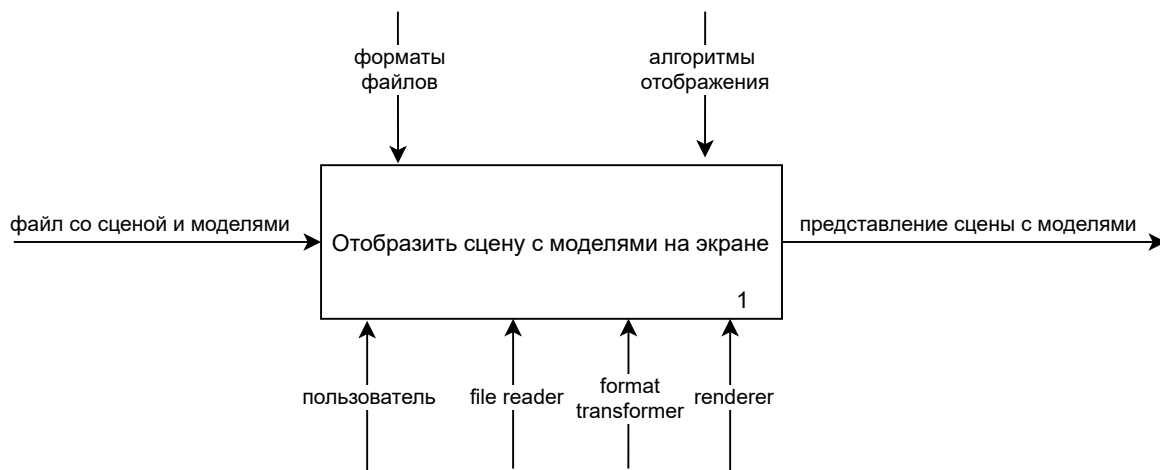 форматы
файлов
алгоритмы
отображения
файл со сценой и моделями
Отобразить сцену с моделями на экране
представление сцены с моделями
1
пользователь
file reader
format
transformer
renderer